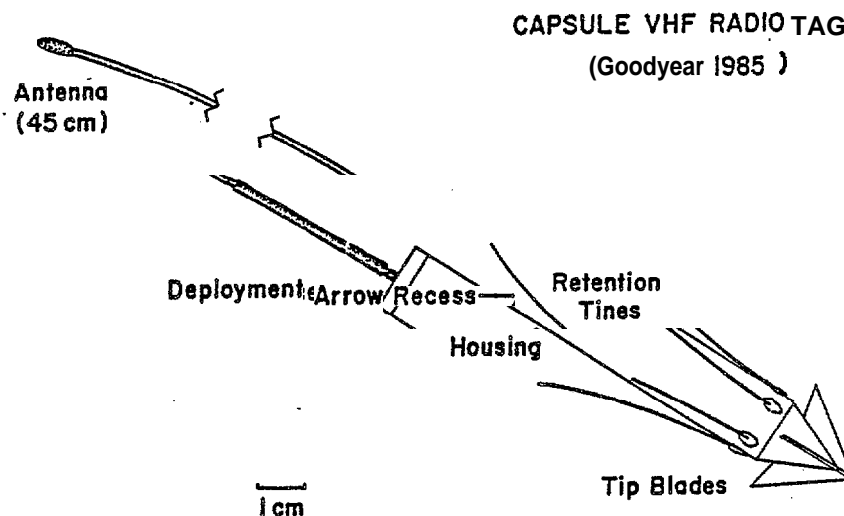 CAPSULE VHF RADIO TAG
(Goodyear 1985 )
Antenna
(45 cm)
Deployment Arrow Recess
Retention
Tines
Housing
Tip Blades
1 cm